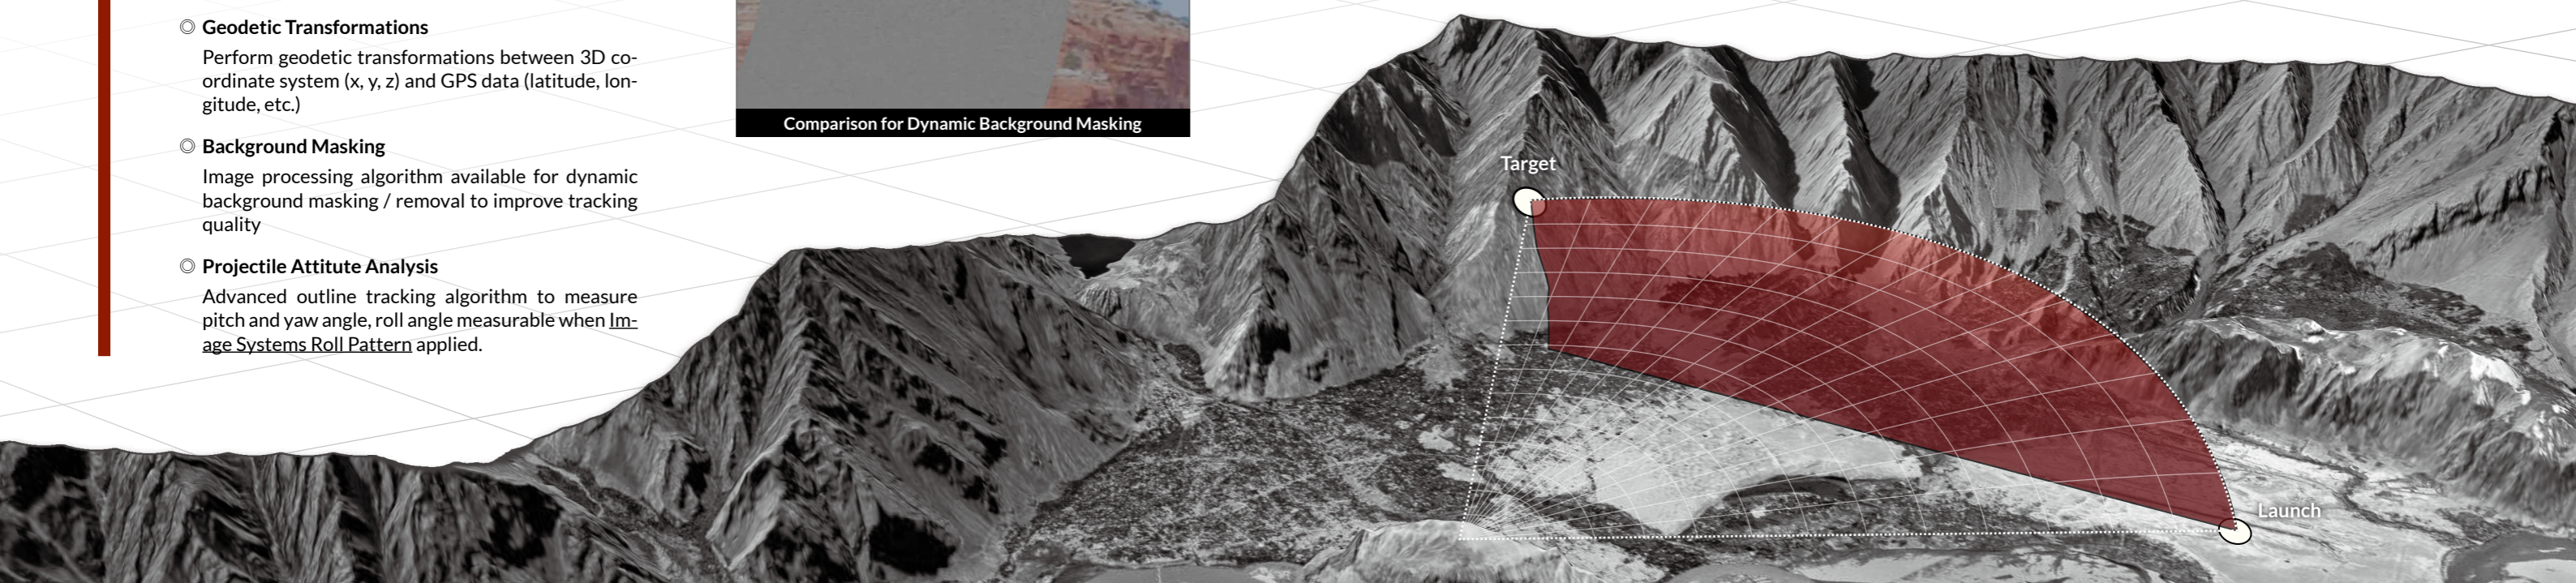 Geodetic Transformations
Perform geodetic transformations between 3D co-
ordinate system (x, y, z) and GPS data (latitude, lon-
gitude, etc.)
Background Masking
Image processing algorithm available for dynamic
background masking / removal to improve tracking
quality
Projectile Attitute Analysis
Advanced outline tracking algorithm to measure
pitch and yaw angle, roll angle measurable when Im-
age Systems Roll Pattern applied.
Comparison for Dynamic Background Masking
Target
Launch